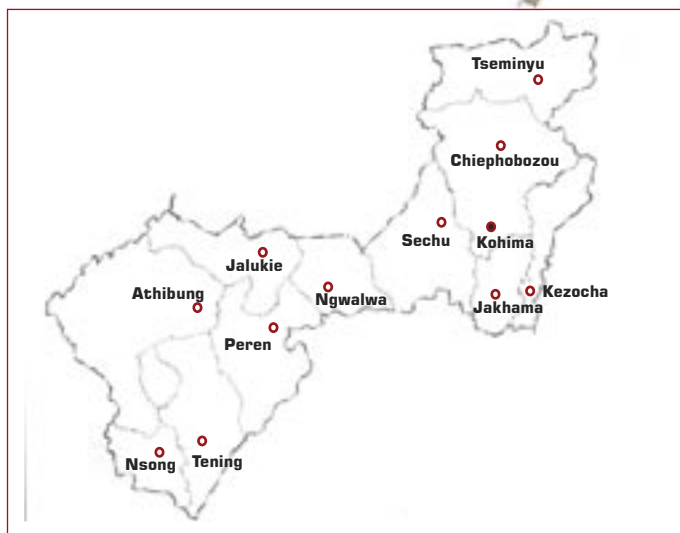 Tseminyu
Chiephobozou
Sechu
Kohima
Jalukie
Athibung
Ngwalwa
Jakhama
Kezocha
Peren
Nsong
Tening